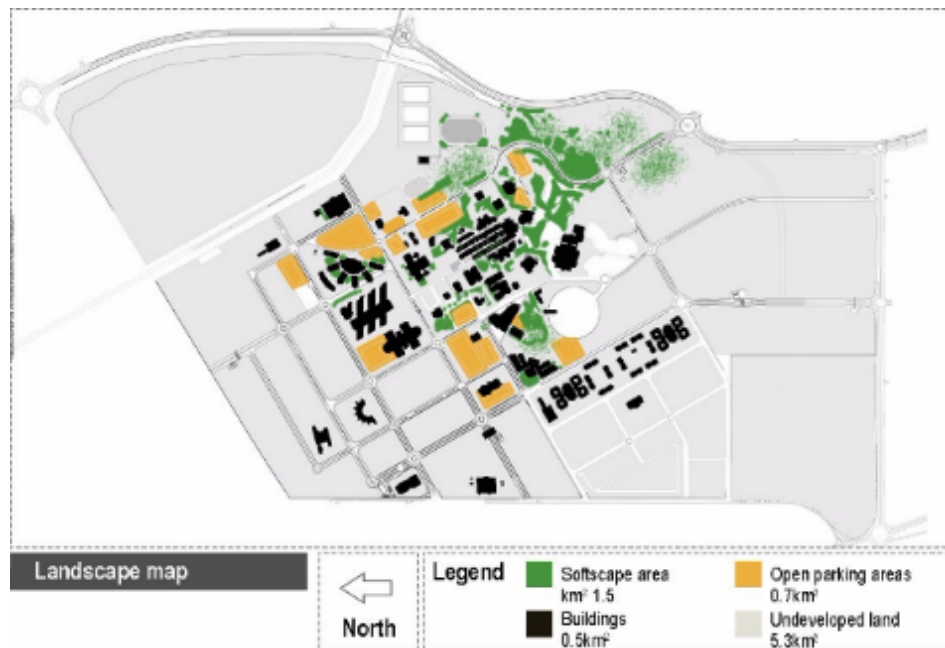 Landscape map
North
Legend
Softscape area
km² 1.5
Buildings
0.5km²
Open parking areas
0.7km²
Undeveloped land
5.3km²